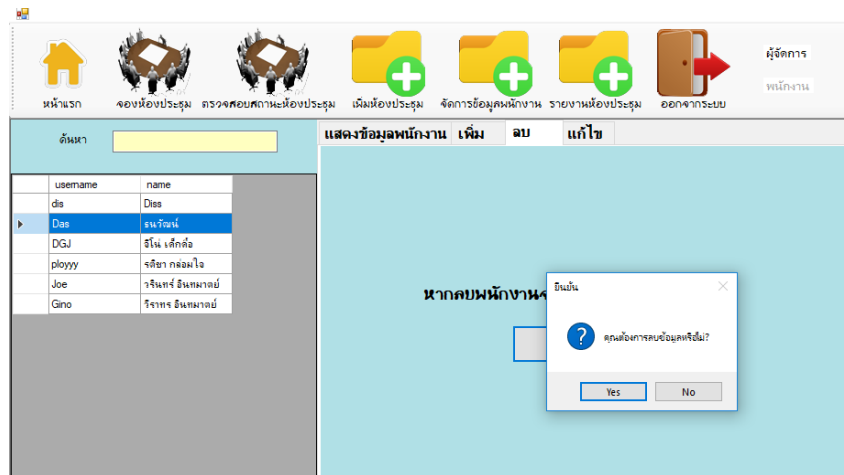 ผู้จัดการ
พนักงาน
หน้าแรก จองห้องประชุม ตรวจสอบสถานะห้องประชุม เพิ่มห้องประชุม จัดการข้อมูลพนักงาน รายงานห้องประชุม ออกจากระบบ
ค้นหา
แสดงข้อมูลพนักงาน เพิ่ม ลบ แก้ไข
username name
dis Diss
Das ธนวัฒน์
DGJ
ployyy รติยา กล่อมใจ
Joe วรินทร์ อินทมาตย์
Gino วิราทร อินทมาตย์
หากลบพนักงาน
ยืนยัน
คุณต้องการลบข้อมูลหรือไม่?
Yes No